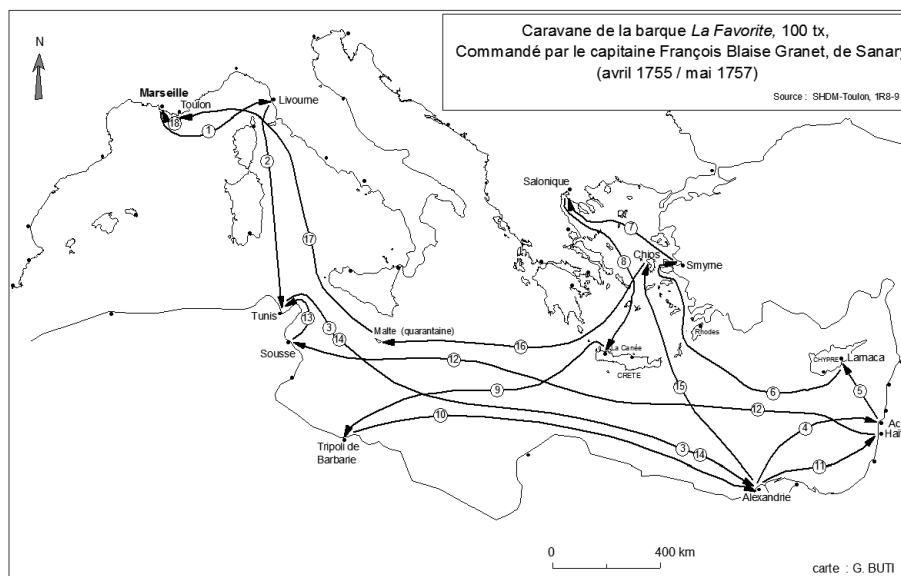 Caravane de la barque La Favorite, 100 tx,
Commandé par le capitaine François Blaise Granet, de Sanary
(avril 1755 / mai 1757)
Source : SHDM-Toulon, 1R8-9
N
Marseille
Toulon
Livourne
18
1
2
Salonique
7
17
8
Chios
Smyrne
Tunis
13
3
14
Malte (quarantaine)
Rhodes
Sousse
16
La Canée
12
CRETE
CHYPRE
Lamaca
15
6
5
9
10
12
4
Tripoli de
Barbarie
3
14
11
Alexandrie
0
400 km
carte : G. BUTI